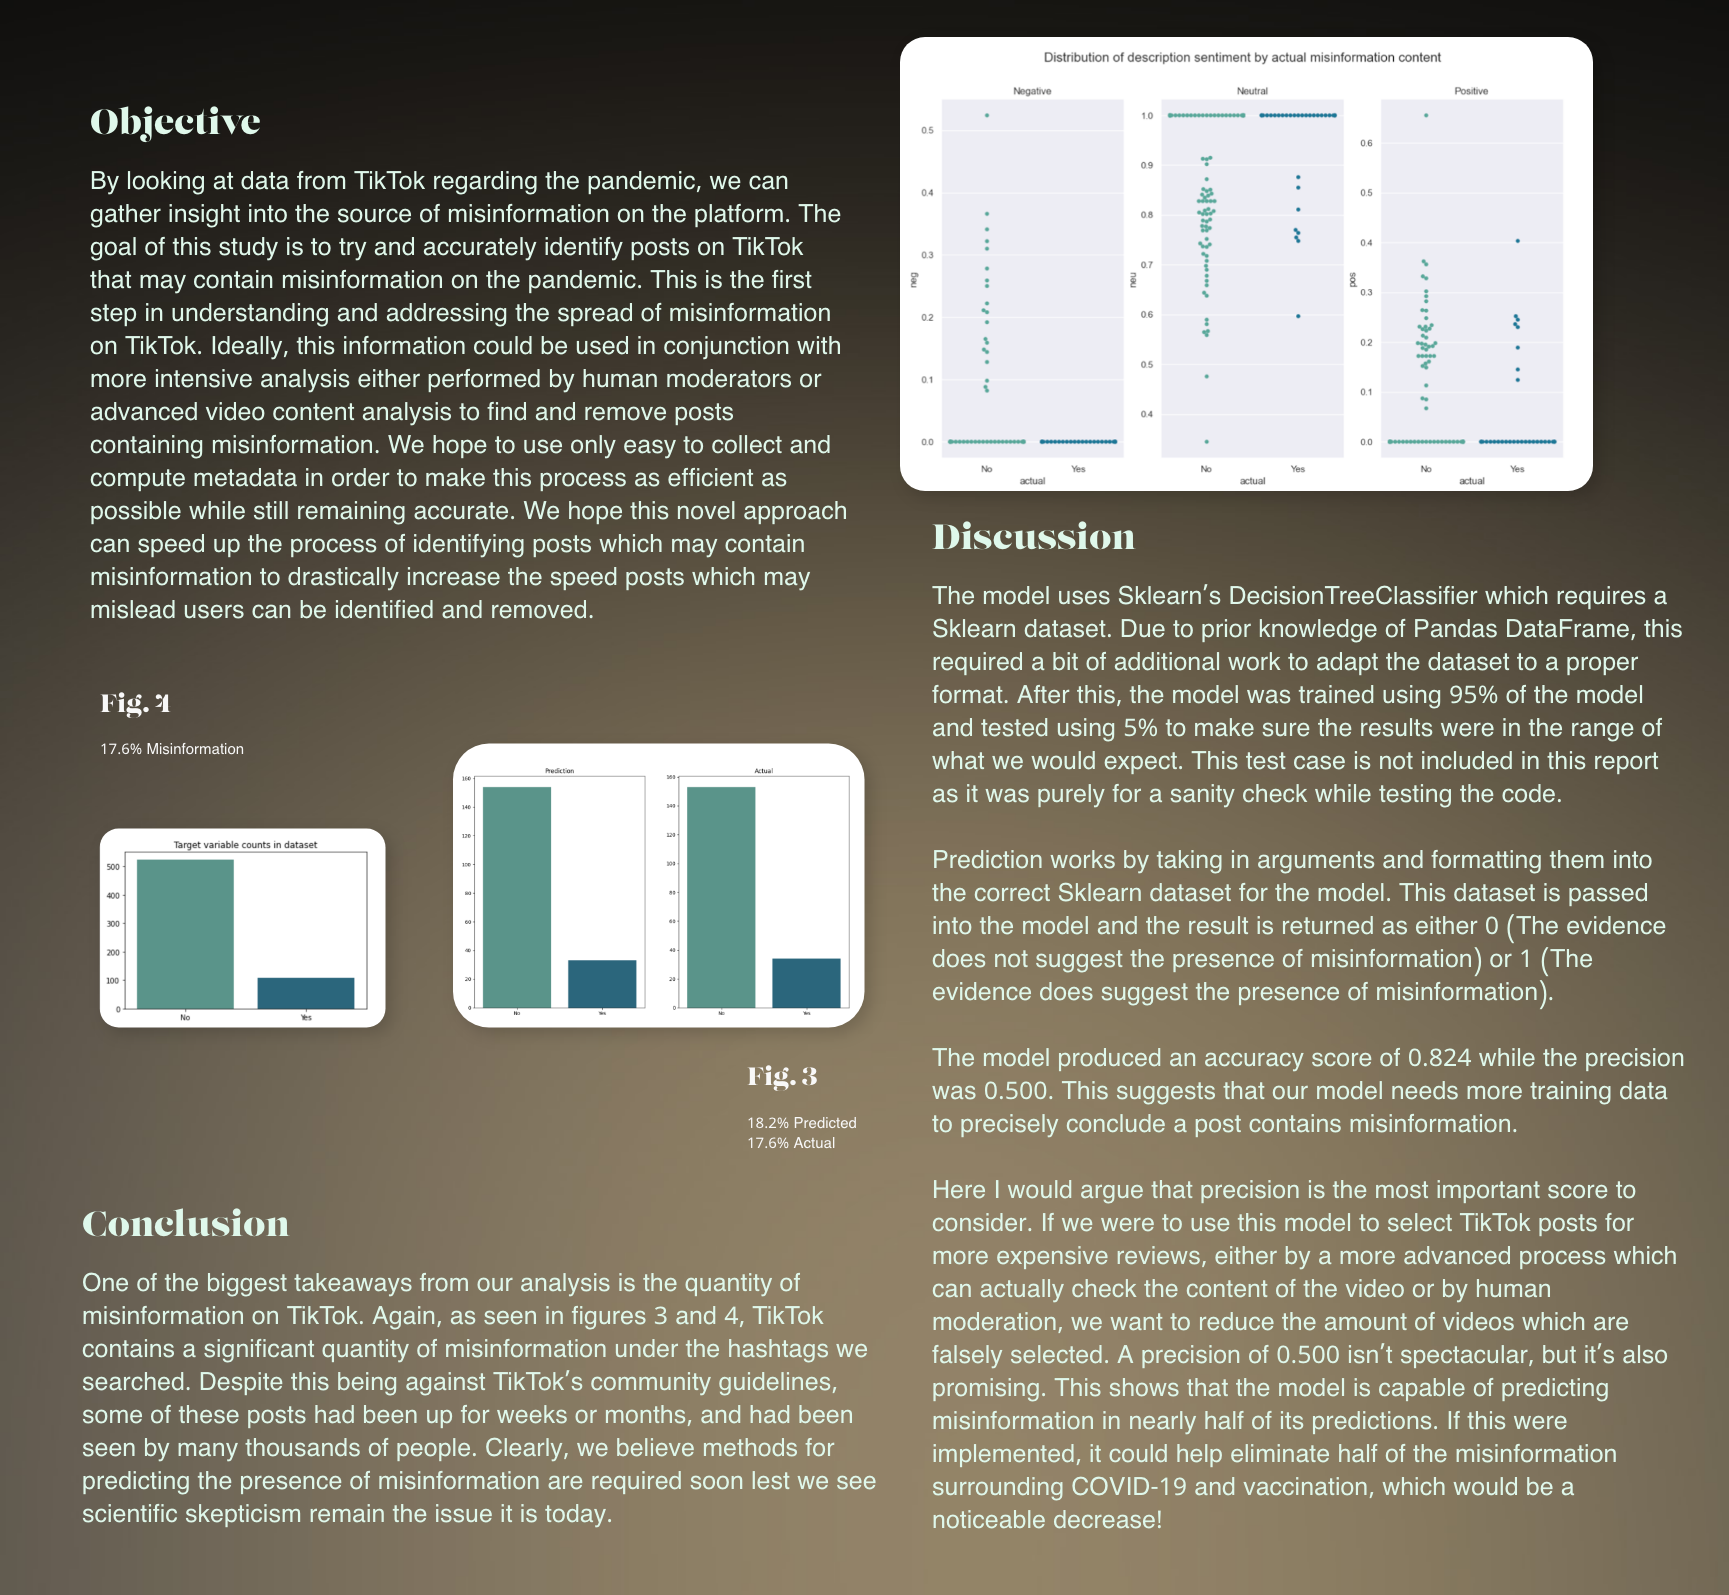 Objective
By looking at data from TikTok regarding the pandemic, we can
gather insight into the source of misinformation on the platform. The
goal of this study is to try and accurately identify posts on TikTok
that may contain misinformation on the pandemic. This is the first
step in understanding and addressing the spread of misinformation
on TikTok. Ideally, this information could be used in conjunction with
more intensive analysis either performed by human moderators or
advanced video content analysis to find and remove posts
containing misinformation. We hope to use only easy to collect and
compute metadata in order to make this process as efficient as
possible while still remaining accurate. We hope this novel approach
can speed up the process of identifying posts which may contain
misinformation to drastically increase the speed posts which may
mislead users can be identified and removed.
Fig. 4
17.6% Misinformation
Target variable counts in dataset
500
400
300
200
100
0
No Yes
Prediction
160
140
120
100
80
60
40
20
0
No Yes
Actual
160
140
120
100
80
60
40
20
0
No Yes
Fig. 3
18.2% Predicted
17.6% Actual
Conclusion
One of the biggest takeaways from our analysis is the quantity of
misinformation on TikTok. Again, as seen in figures 3 and 4, TikTok
contains a significant quantity of misinformation under the hashtags we
searched. Despite this being against TikTok's community guidelines,
some of these posts had been up for weeks or months, and had been
seen by many thousands of people. Clearly, we believe methods for
predicting the presence of misinformation are required soon lest we see
scientific skepticism remain the issue it is today.
Distribution of description sentiment by actual misinformation content
Negative
neg
0.5
0.4
0.3
0.2
0.1
0.0
No Yes
actual
Neutral
neu
1.0
0.9
0.8
0.7
0.6
0.5
0.4
No Yes
actual
Positive
pos
0.6
0.5
0.4
0.3
0.2
0.1
0.0
No Yes
actual
Discussion
The model uses Sklearn's DecisionTreeClassifier which requires a
Sklearn dataset. Due to prior knowledge of Pandas DataFrame, this
required a bit of additional work to adapt the dataset to a proper
format. After this, the model was trained using 95% of the model
and tested using 5% to make sure the results were in the range of
what we would expect. This test case is not included in this report
as it was purely for a sanity check while testing the code.
Prediction works by taking in arguments and formatting them into
the correct Sklearn dataset for the model. This dataset is passed
into the model and the result is returned as either 0 (The evidence
does not suggest the presence of misinformation) or 1 (The
evidence does suggest the presence of misinformation).
The model produced an accuracy score of 0.824 while the precision
was 0.500. This suggests that our model needs more training data
to precisely conclude a post contains misinformation.
Here I would argue that precision is the most important score to
consider. If we were to use this model to select TikTok posts for
more expensive reviews, either by a more advanced process which
can actually check the content of the video or by human
moderation, we want to reduce the amount of videos which are
falsely selected. A precision of 0.500 isn't spectacular, but it's also
promising. This shows that the model is capable of predicting
misinformation in nearly half of its predictions. If this were
implemented, it could help eliminate half of the misinformation
surrounding COVID-19 and vaccination, which would be a
noticeable decrease!